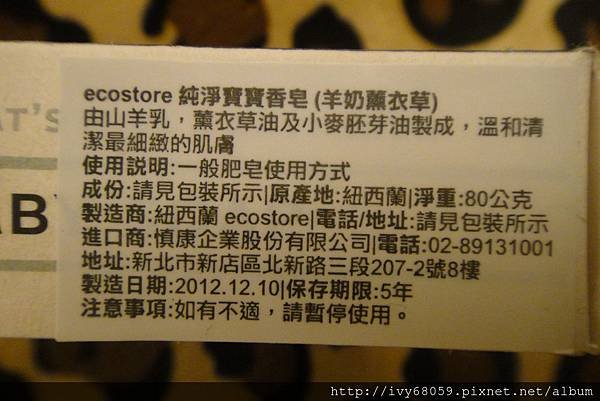 ecostore 純淨寶寶香皂 (羊奶薰衣草)
由山羊乳，薰衣草油及小麥胚芽油製成，溫和清
潔最細緻的肌膚
使用説明:一般肥皂使用方式
成份:請見包裝所示|原產地:紐西蘭|淨重:80公克
製造商:紐西蘭 ecostore|電話/地址:請見包裝所示
進口商:慎康企業股份有限公司|電話:02-89131001
地址:新北市新店區北新路三段207-2號8樓
製造日期:2012.12.10|保存期限:5年
注意事項:如有不適，請暫停使用。
AT'S
AB
http://ivy68059.pixnet.net/album